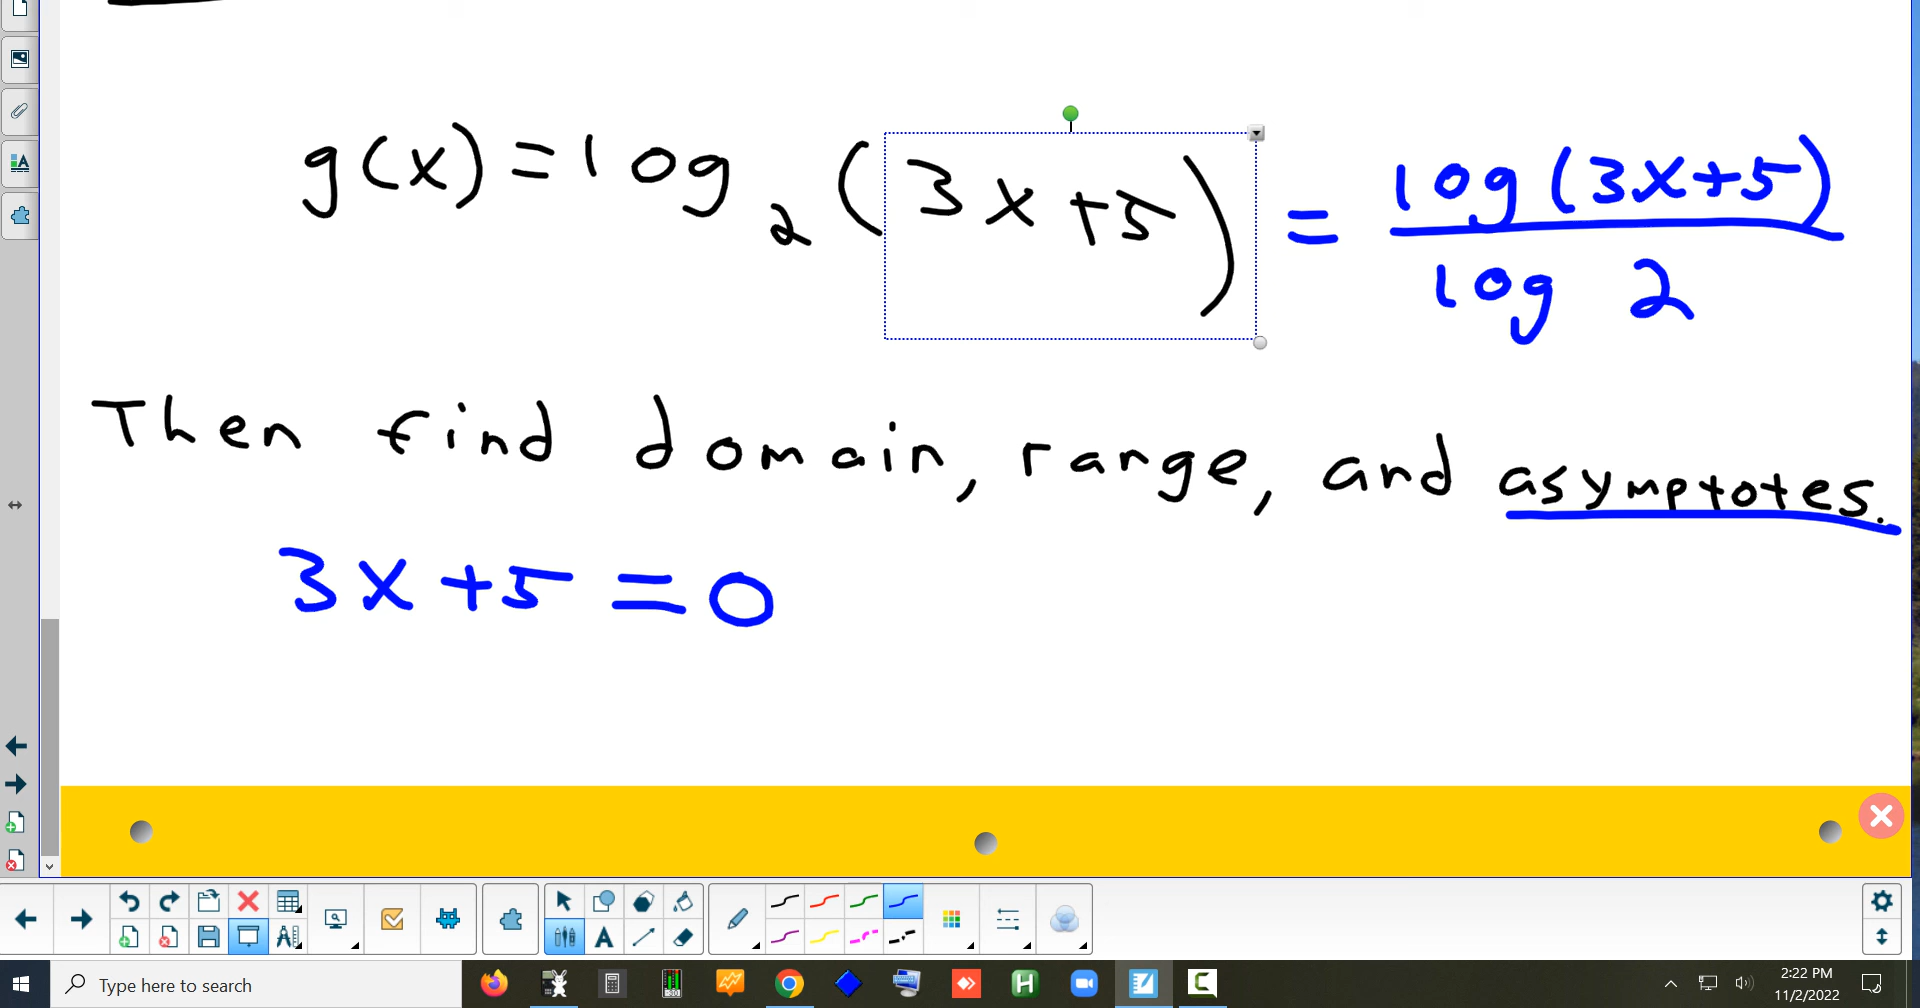 g(x) = log₂(3x+5) = log(3x+5) / log 2
Then find domain, range, and asymptotes.
3x+5=0
A
A
Type here to search
H
C
2:22 PM
11/2/2022